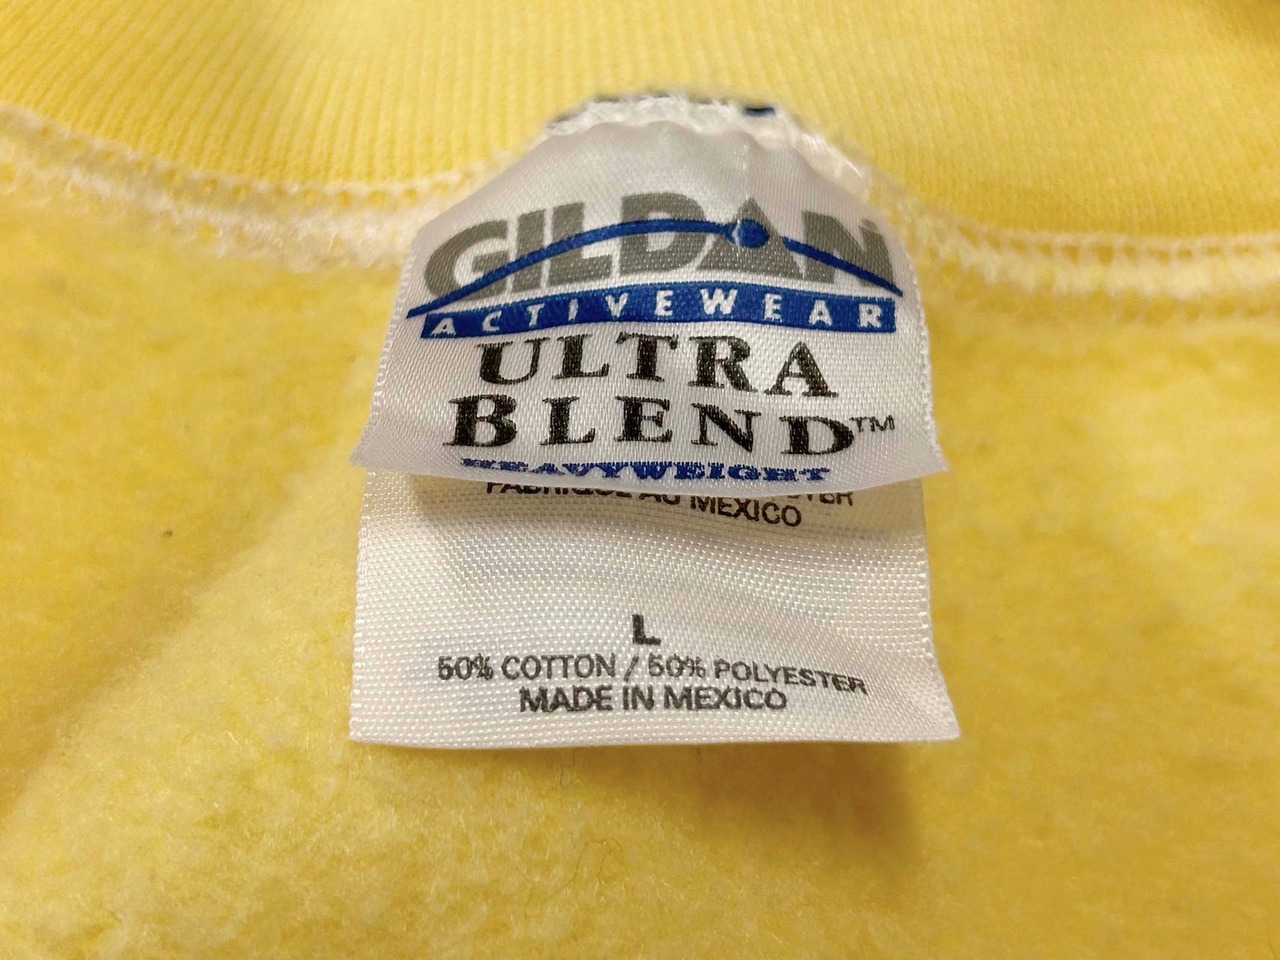 GILDAN
ACTIVEWEAR
ULTRA
BLEND™
HEAVYWEIGHT
FABRIQUÉ AU MEXICO
L
50% COTTON / 50% POLYESTER
MADE IN MEXICO